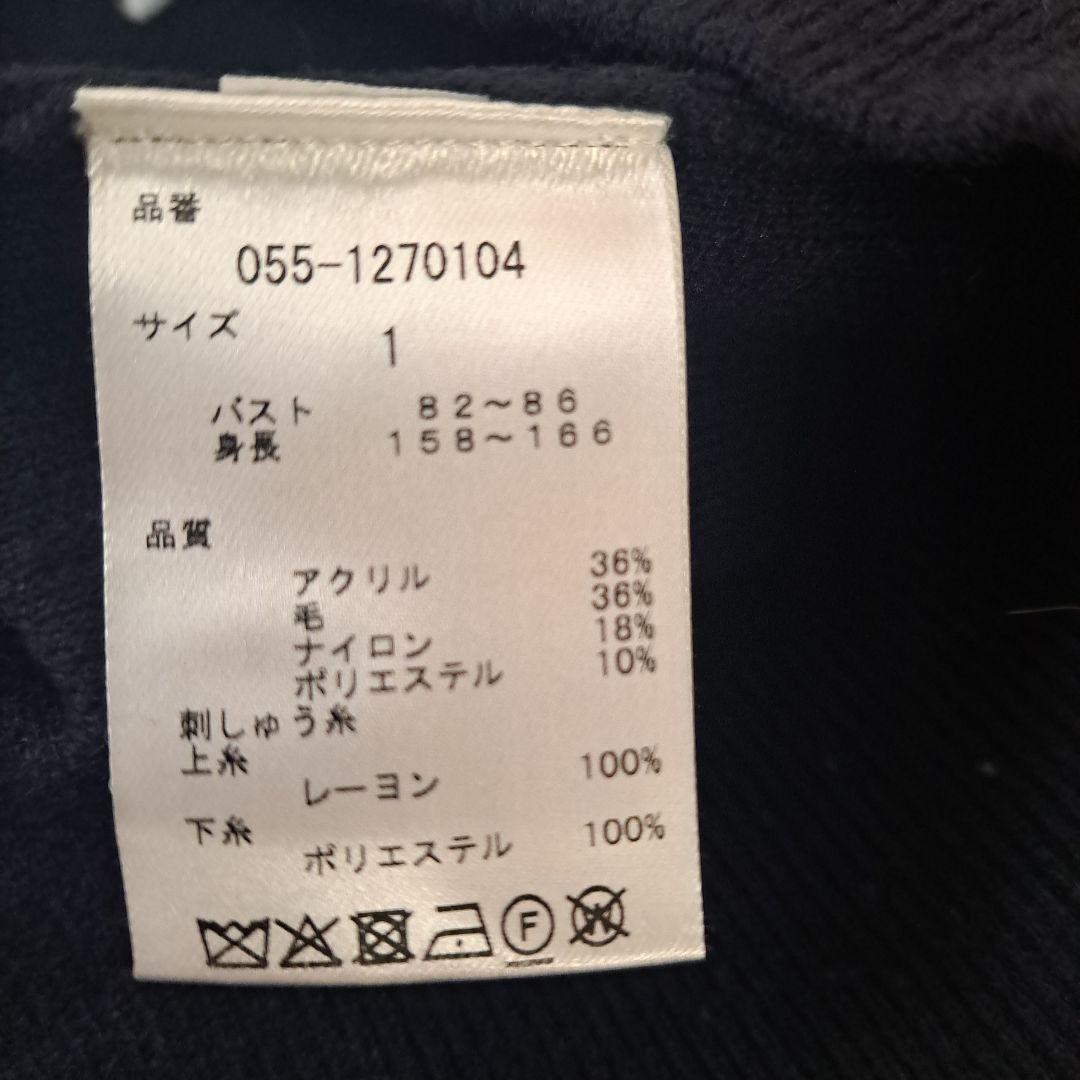 品番
055-1270104
サイズ 1
バスト 82～86
身長 158～166
品質
アクリル 36%
毛 36%
ナイロン 18%
ポリエステル 10%
刺しゅう糸
上糸
レーヨン 100%
下糸
ポリエステル 100%
F W